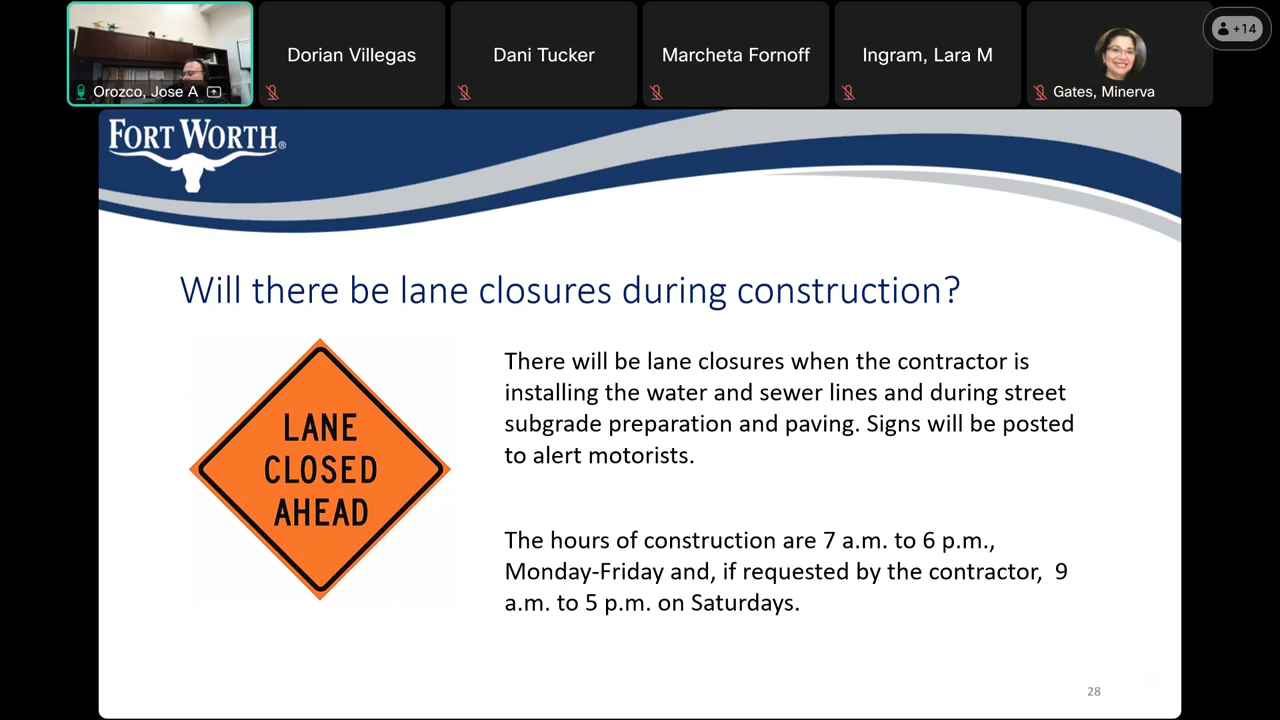 Orozco, Jose A
Dorian Villegas
Dani Tucker
Marcheta Fornoff
Ingram, Lara M
Gates, Minerva
+14
FORT WORTH®
Will there be lane closures during construction?
LANE
CLOSED
AHEAD
There will be lane closures when the contractor is
installing the water and sewer lines and during street
subgrade preparation and paving. Signs will be posted
to alert motorists.
The hours of construction are 7 a.m. to 6 p.m.,
Monday-Friday and, if requested by the contractor,  9
a.m. to 5 p.m. on Saturdays.
28